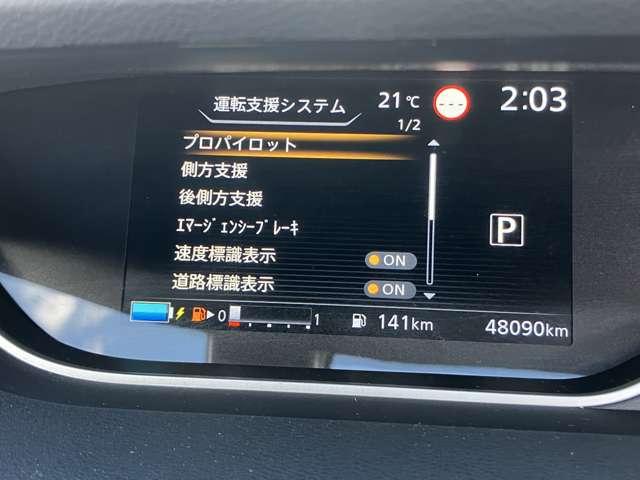 運転支援システム 21℃ --- 2:03
1/2
プロパイロット
側方支援
後側方支援
ｴﾏｰｼﾞｪﾝｼｰﾌﾞﾚｰｷ
P
速度標識表示 ON
道路標識表示 ON
0 1 141km 48090km